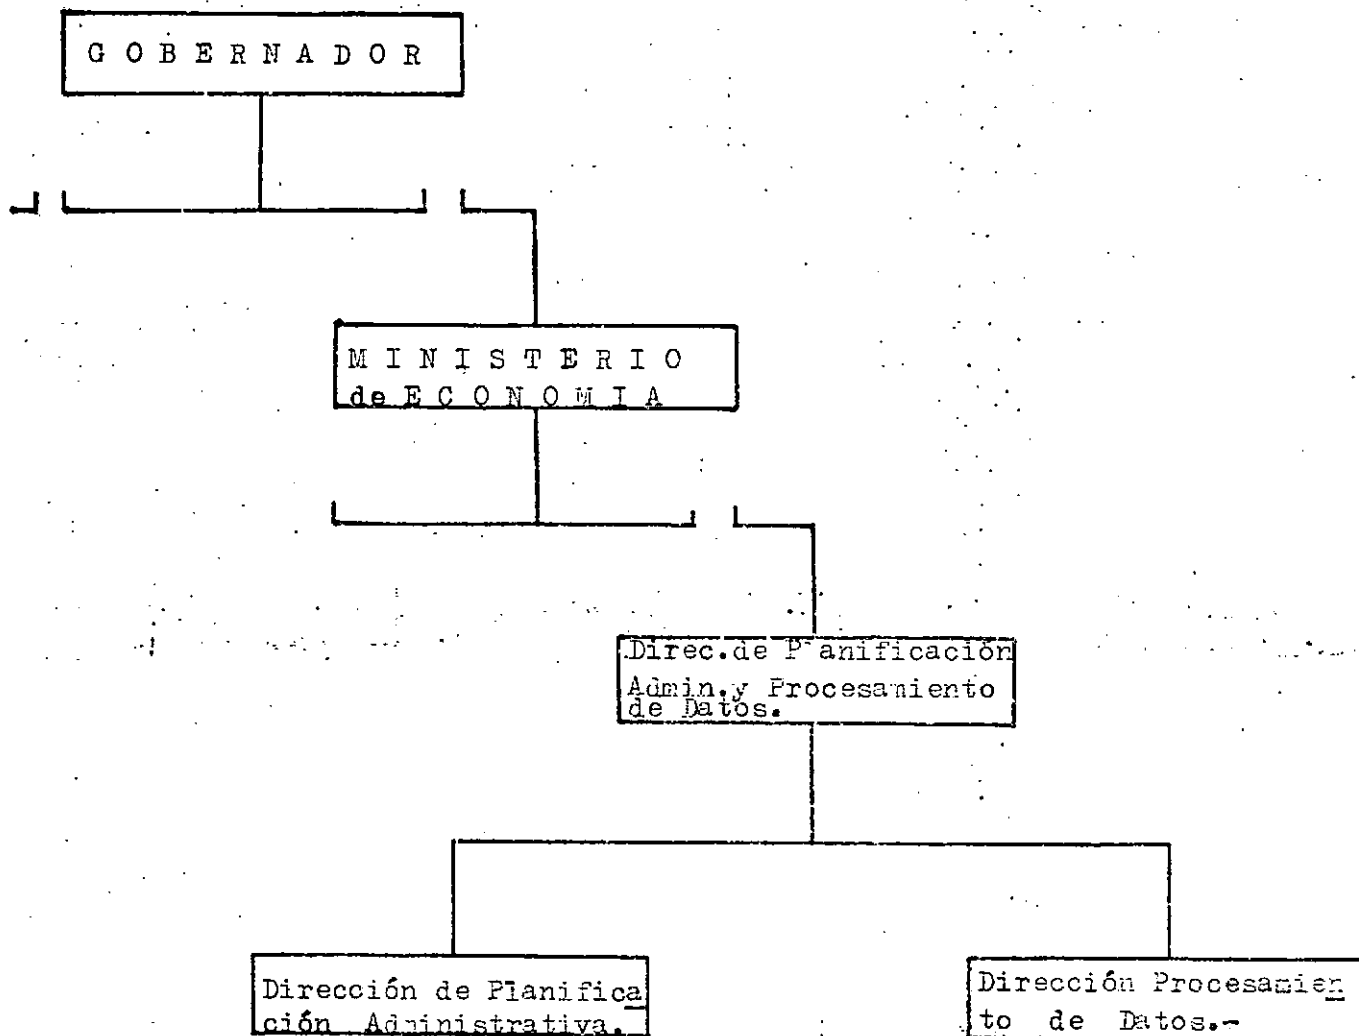 G O B E R N A D O R
M I N I S T E R I O
de E C O N O M I A
Direc.de Planificación
Admin.y Procesamiento
de Datos.
Dirección de Planifica
ción Administrativa.
Dirección Procesamien
to de Datos.-